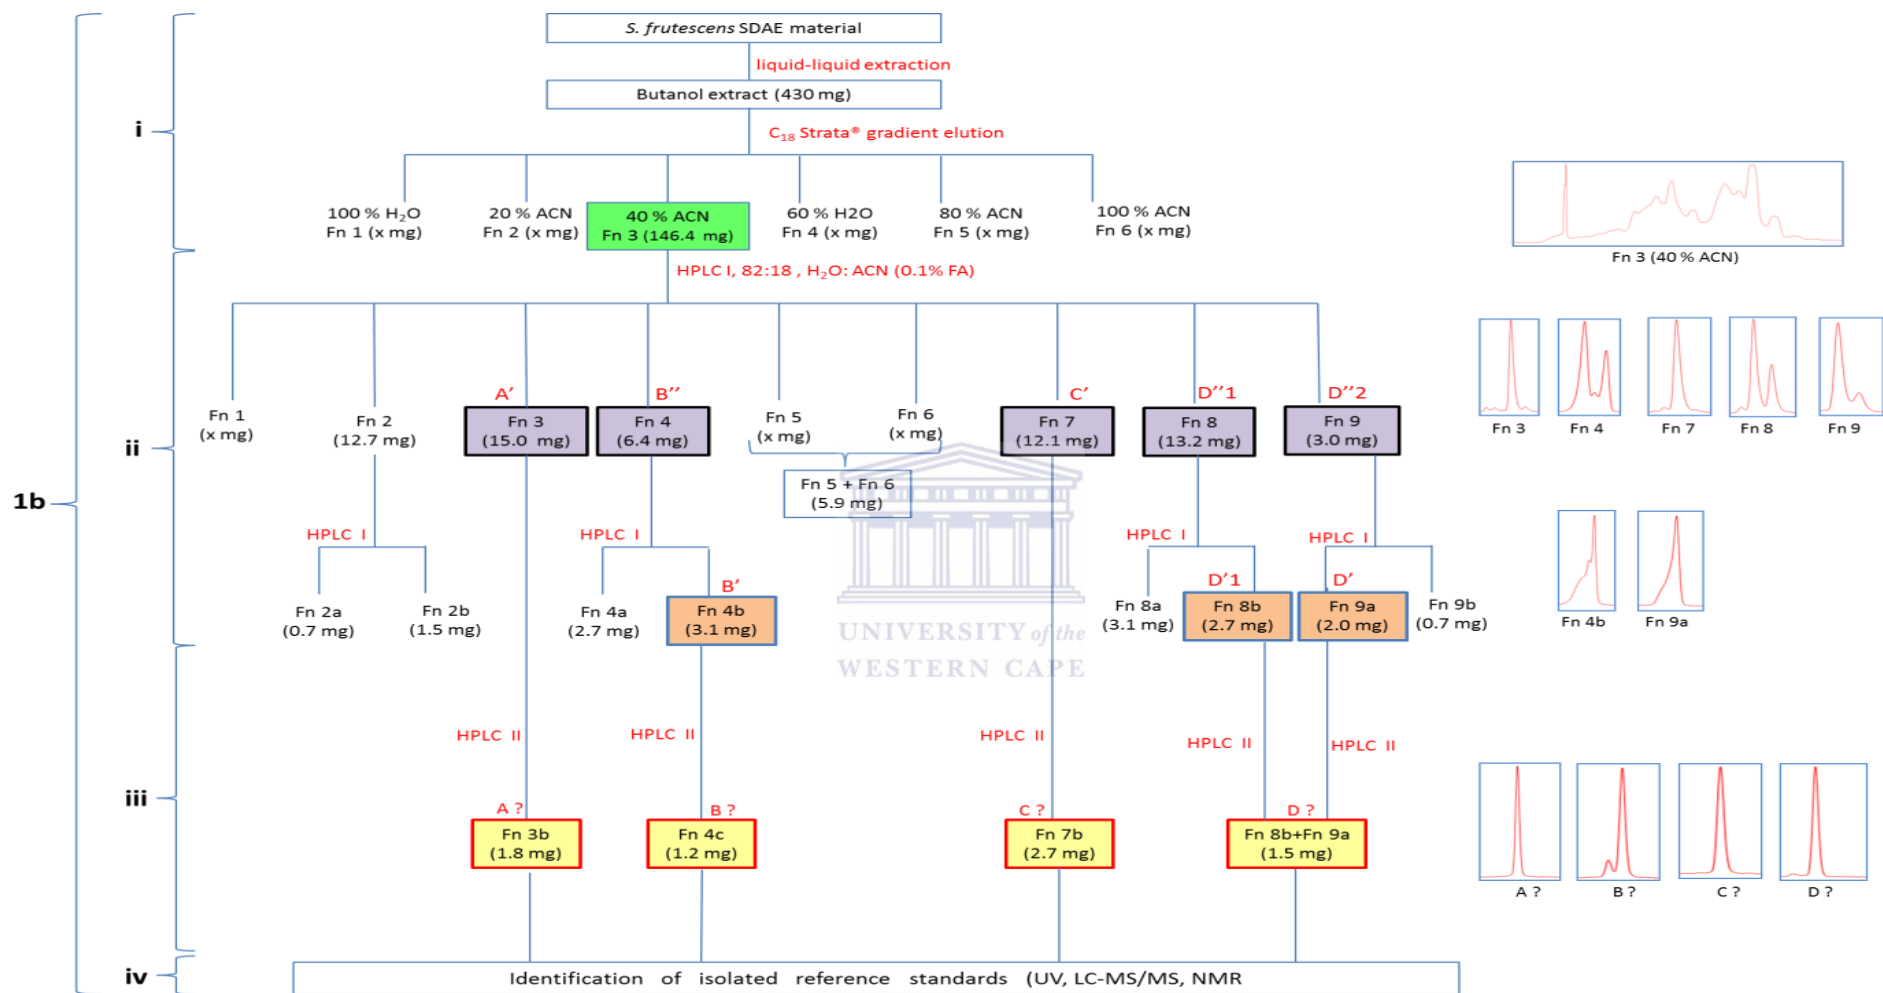 S. frutescens SDAE material
liquid-liquid extraction
Butanol extract (430 mg)
i
C18 Strata® gradient elution
100 % H2O
Fn 1 (x mg)
20 % ACN
Fn 2 (x mg)
40 % ACN
Fn 3 (146.4 mg)
60 % H2O
Fn 4 (x mg)
80 % ACN
Fn 5 (x mg)
100 % ACN
Fn 6 (x mg)
Fn 3 (40 % ACN)
HPLC I, 82:18 , H2O: ACN (0.1% FA)
1b
ii
Fn 1
(x mg)
Fn 2
(12.7 mg)
A'
Fn 3
(15.0 mg)
B''
Fn 4
(6.4 mg)
Fn 5
(x mg)
Fn 6
(x mg)
Fn 5 + Fn 6
(5.9 mg)
C'
Fn 7
(12.1 mg)
D''1
Fn 8
(13.2 mg)
D''2
Fn 9
(3.0 mg)
Fn 3
Fn 4
Fn 7
Fn 8
Fn 9
HPLC I
HPLC I
HPLC I
HPLC I
Fn 2a
(0.7 mg)
Fn 2b
(1.5 mg)
Fn 4a
(2.7 mg)
B'
Fn 4b
(3.1 mg)
Fn 8a
(3.1 mg)
D'1
Fn 8b
(2.7 mg)
D'
Fn 9a
(2.0 mg)
Fn 9b
(0.7 mg)
Fn 4b
Fn 9a
UNIVERSITY of the
WESTERN CAPE
iii
HPLC II
HPLC II
HPLC II
HPLC II
HPLC II
A ?
Fn 3b
(1.8 mg)
B ?
Fn 4c
(1.2 mg)
C ?
Fn 7b
(2.7 mg)
D ?
Fn 8b+Fn 9a
(1.5 mg)
A ?
B ?
C ?
D ?
iv
Identification of isolated reference standards (UV, LC-MS/MS, NMR